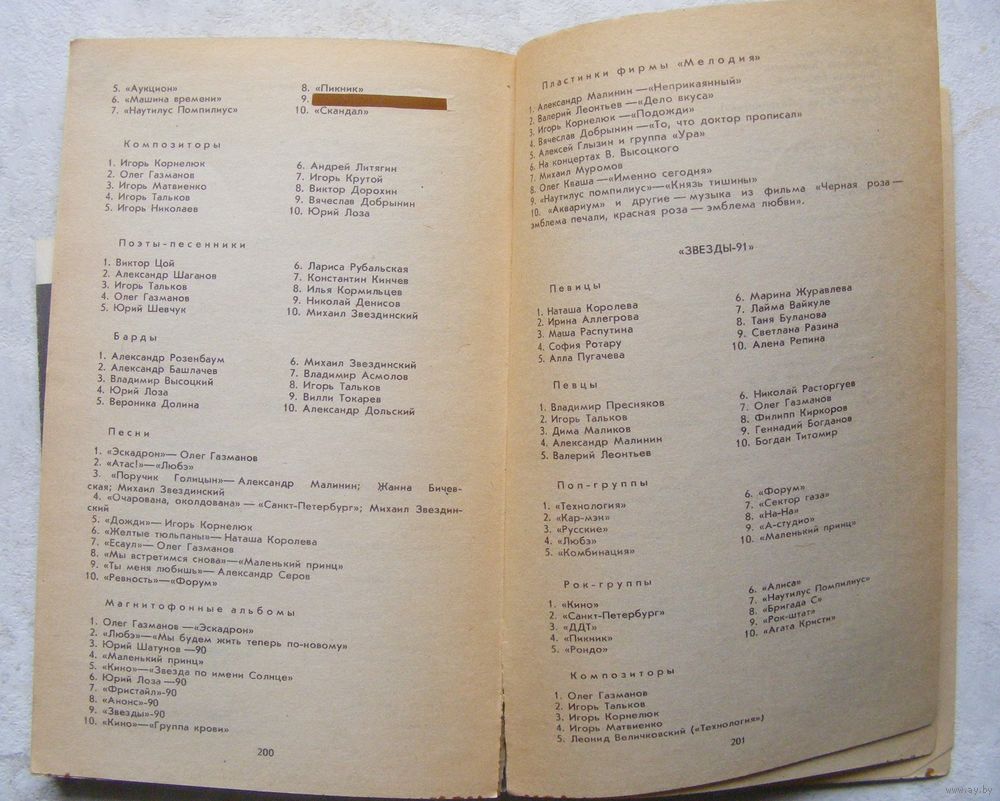 5. «Аукцион»
6. «Машина времени»
7. «Наутилус Помпилиус»
8. «Пикник»
9.
10. «Скандал»
Композиторы
1. Игорь Корнелюк
2. Олег Газманов
3. Игорь Матвиенко
4. Игорь Тальков
5. Игорь Николаев
6. Андрей Литягин
7. Игорь Крутой
8. Виктор Дорохин
9. Вячеслав Добрынин
10. Юрий Лоза
Поэты-песенники
1. Виктор Цой
2. Александр Шаганов
3. Игорь Тальков
4. Олег Газманов
5. Юрий Шевчук
6. Лариса Рубальская
7. Константин Кинчев
8. Илья Кормильцев
9. Николай Денисов
10. Михаил Звездинский
Барды
1. Александр Розенбаум
2. Александр Башлачев
3. Владимир Высоцкий
4. Юрий Лоза
5. Вероника Долина
6. Михаил Звездинский
7. Владимир Асмолов
8. Игорь Тальков
9. Вилли Токарев
10. Александр Дольский
Песни
1. «Эскадрон»— Олег Газманов
2. «Атас!»—«Любэ»
3. «Поручик Голицын»— Александр Малинин; Жанна Бичев-
ская; Михаил Звездинский
4. «Очарована, околдована» — «Санкт-Петербург»; Михаил Звездин-
ский
5. «Дожди»— Игорь Корнелюк
6. «Желтые тюльпаны»— Наташа Королева
7. «Есаул»— Олег Газманов
8. «Мы встретимся снова»—«Маленький принц»
9. «Ты меня любишь»— Александр Серов
10. «Ревность»—«Форум»
Магнитофонные альбомы
1. Олег Газманов —«Эскадрон»
2. «Любэ»—«Мы будем жить теперь по-новому»
3. Юрий Шатунов —90
4. «Маленький принц»
5. «Кино»—«Звезда по имени Солнце»
6. Юрий Лоза —90
7. «Фристайл»-90
8. «Анонс»-90
9. «Звезды»-90
10. «Кино»—«Группа крови»
200
Пластинки фирмы «Мелодия»
1. Александр Малинин —«Неприкаянный»
2. Валерий Леонтьев —«Дело вкуса»
3. Игорь Корнелюк —«Подожди»
4. Вячеслав Добрынин —«То, что доктор прописал»
5. Алексей Глызин и группа «Ура»
6. На концертах В. Высоцкого
7. Михаил Муромов
8. Олег Кваша —«Именно сегодня»
9. «Наутилус помпилиус»—«Князь тишины»
10. «Аквариум» и другие — музыка из фильма «Черная роза —
эмблема печали, красная роза — эмблема любви».
«ЗВЕЗДЫ-91»
Певицы
1. Наташа Королева
2. Ирина Аллегрова
3. Маша Распутина
4. София Ротару
5. Алла Пугачева
6. Марина Журавлева
7. Лайма Вайкуле
8. Таня Буланова
9. Светлана Разина
10. Алена Репина
Певцы
1. Владимир Пресняков
2. Игорь Тальков
3. Дима Маликов
4. Александр Малинин
5. Валерий Леонтьев
6. Николай Расторгуев
7. Олег Газманов
8. Филипп Киркоров
9. Геннадий Богданов
10. Богдан Титомир
Поп-группы
1. «Технология»
2. «Кар-мэн»
3. «Русские»
4. «Любэ»
5. «Комбинация»
6. «Форум»
7. «Сектор газа»
8. «На-На»
9. «А-студио»
10. «Маленький принц»
Рок-группы
1. «Кино»
2. «Санкт-Петербург»
3. «ДДТ»
4. «Пикник»
5. «Рондо»
6. «Алиса»
7. «Наутилус Помпилиус»
8. «Бригада С»
9. «Рок-штат»
10. «Агата Кристи»
Композиторы
1. Олег Газманов
2. Игорь Тальков
3. Игорь Корнелюк
4. Игорь Матвиенко
5. Леонид Величковский («Технология»)
201
www.ay.by